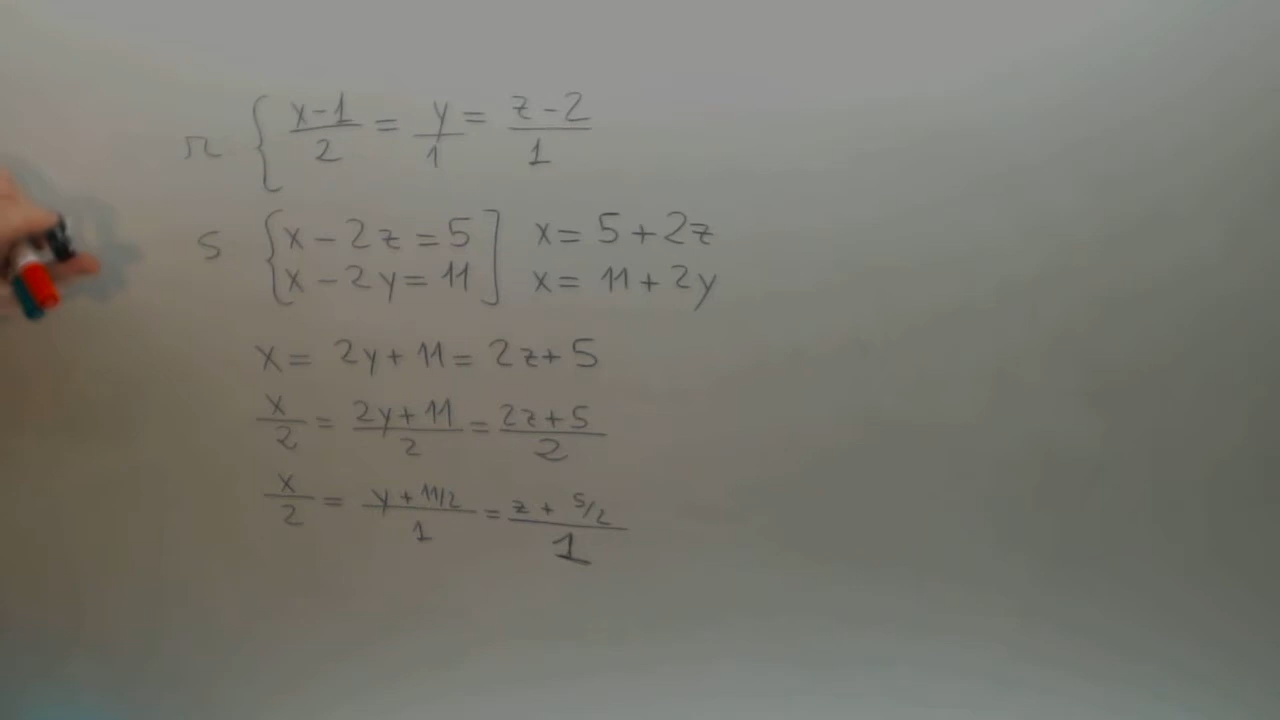 r { (x-1)/2 = y/1 = (z-2)/1
s { x - 2z = 5 ] x = 5 + 2z
{ x - 2y = 11 ] x = 11 + 2y
x = 2y + 11 = 2z + 5
x/2 = (2y + 11)/2 = (2z + 5)/2
x/2 = (y + 11/2)/1 = (z + 5/2)/1